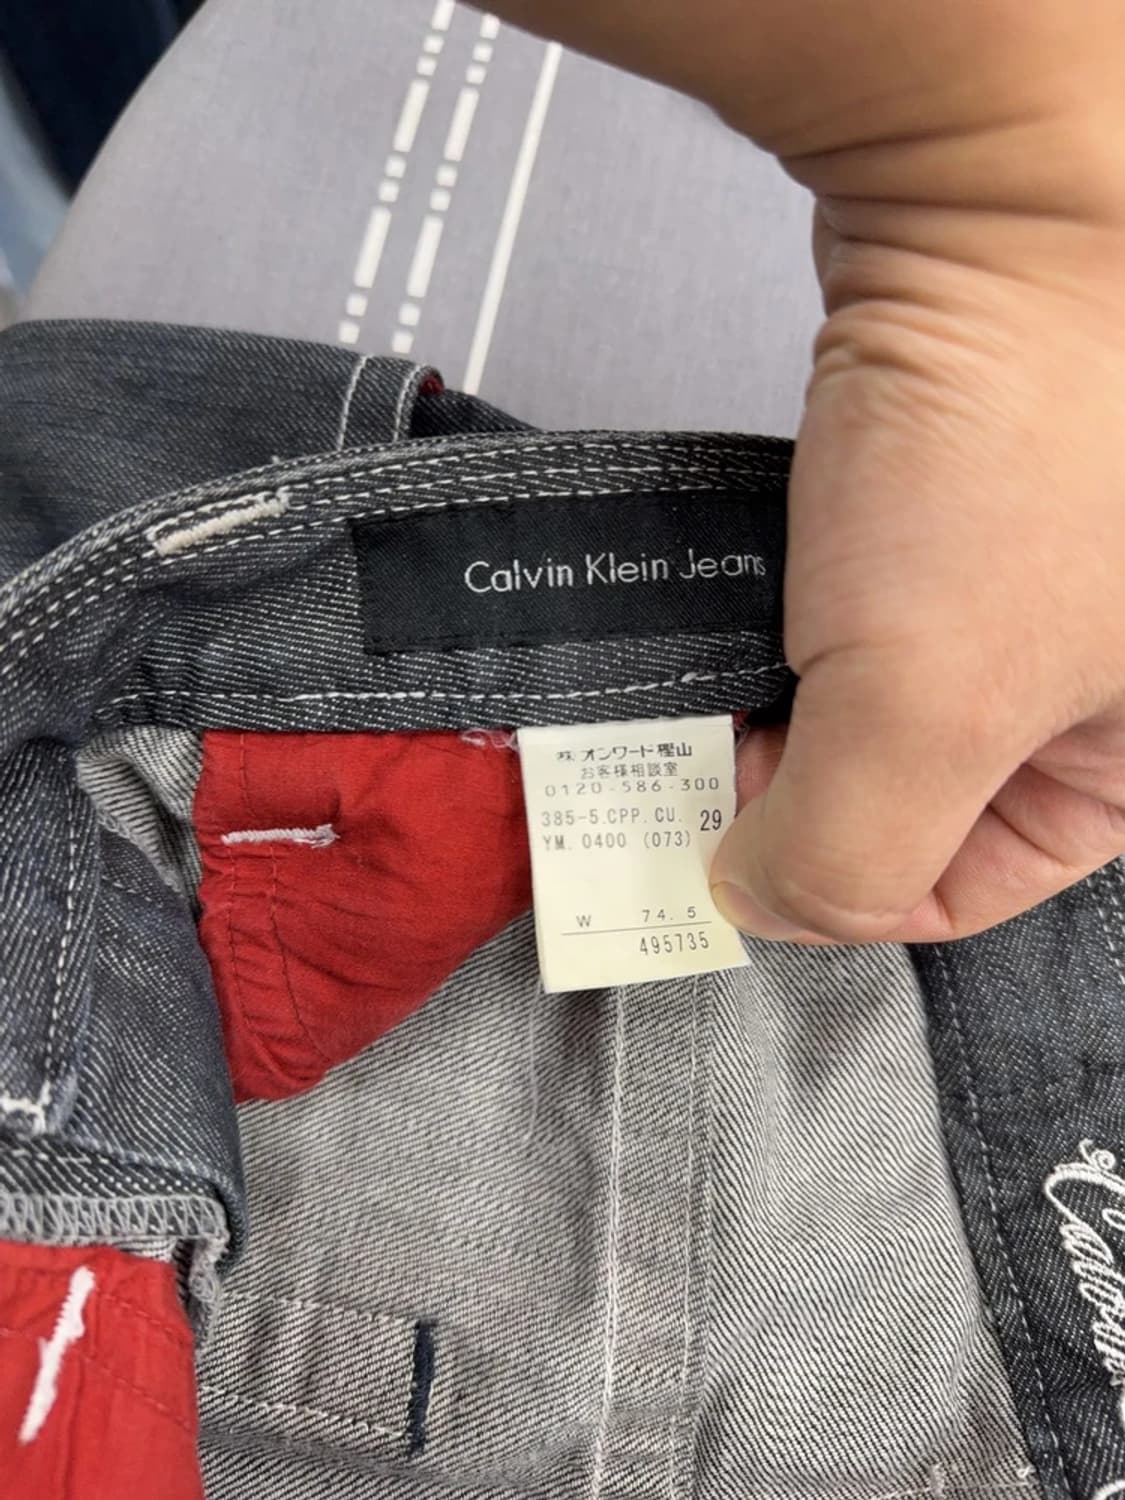 Calvin Klein Jeans
㈱オンワード樫山
お客様相談室
0120-586-300
385-5.CPP.CU. 29
YM. 0400 (073)
W 74.5
495735
Calvin